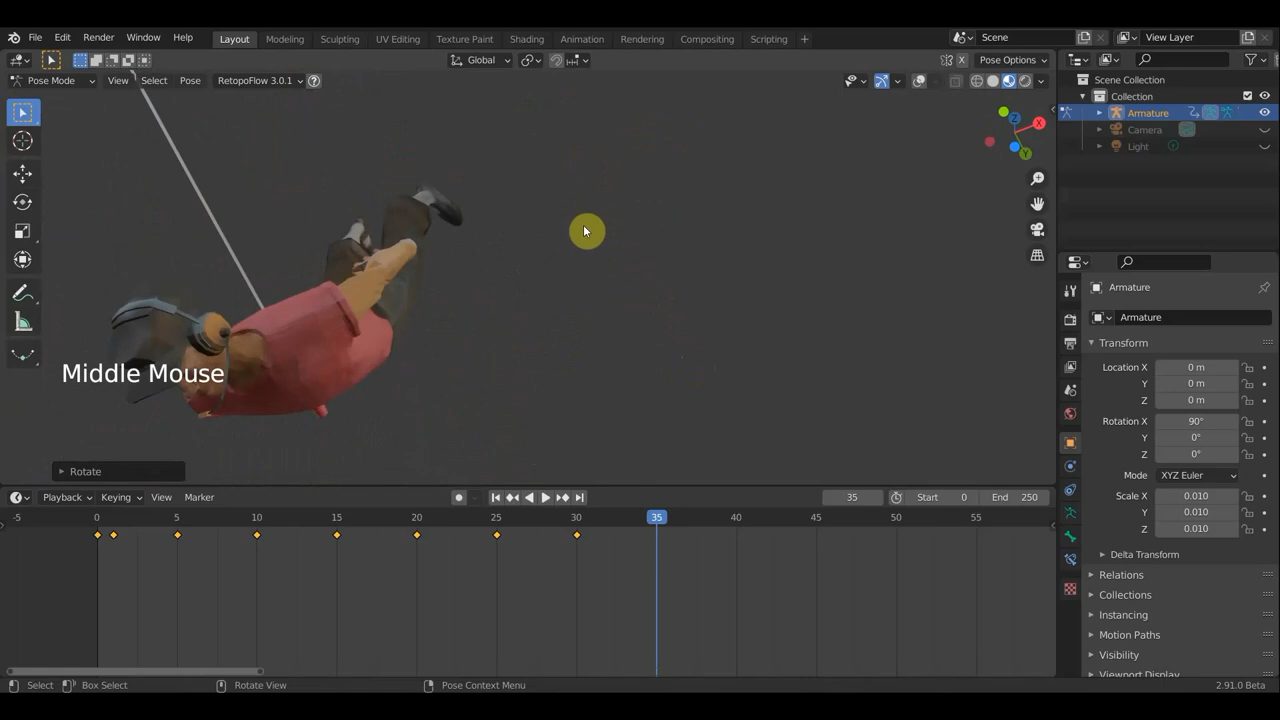 File Edit Render Window Help Layout Modeling Sculpting UV Editing Texture Paint Shading Animation Rendering Compositing Scripting + Scene View Layer
Global Pose Options
Pose Mode View Select Pose RetopoFlow 3.0.1
Scene Collection
Collection
Armature
Camera
Light
X
Z
Y
Armature
Armature
Transform
Location X 0 m
Y 0 m
Z 0 m
Rotation X 90°
Y 0°
Z 0°
Mode XYZ Euler
Scale X 0.010
Y 0.010
Z 0.010
Delta Transform
Relations
Collections
Instancing
Motion Paths
Visibility
Viewport Display
Middle Mouse
Rotate
Playback Keying View Marker 35 Start 0 End 250
-5 0 5 10 15 20 25 30 35 40 45 50 55
Select Box Select Rotate View Pose Context Menu 2.91.0 Beta